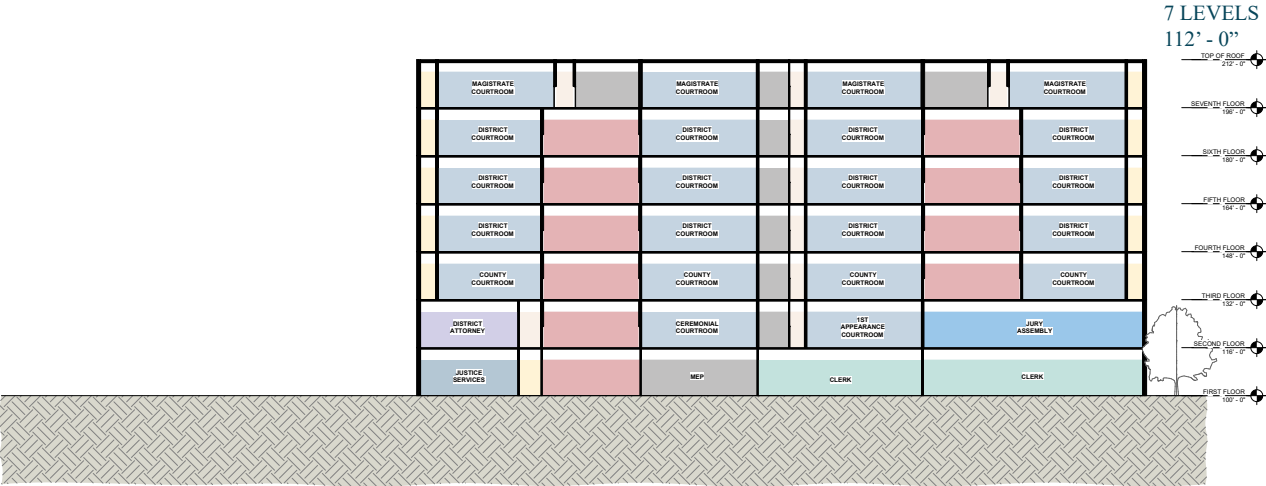 7 LEVELS
112' - 0”
TOP OF ROOF
212' - 0"
MAGISTRATE
COURTROOM
MAGISTRATE
COURTROOM
MAGISTRATE
COURTROOM
MAGISTRATE
COURTROOM
SEVENTH FLOOR
196' - 0"
DISTRICT
COURTROOM
DISTRICT
COURTROOM
DISTRICT
COURTROOM
DISTRICT
COURTROOM
SIXTH FLOOR
180' - 0"
DISTRICT
COURTROOM
DISTRICT
COURTROOM
DISTRICT
COURTROOM
DISTRICT
COURTROOM
FIFTH FLOOR
164' - 0"
DISTRICT
COURTROOM
DISTRICT
COURTROOM
DISTRICT
COURTROOM
DISTRICT
COURTROOM
FOURTH FLOOR
148' - 0"
COUNTY
COURTROOM
COUNTY
COURTROOM
COUNTY
COURTROOM
COUNTY
COURTROOM
THIRD FLOOR
132' - 0"
DISTRICT
ATTORNEY
CEREMONIAL
COURTROOM
1ST
APPEARANCE
COURTROOM
JURY
ASSEMBLY
SECOND FLOOR
116' - 0"
JUSTICE
SERVICES
MEP
CLERK
CLERK
FIRST FLOOR
100' - 0"